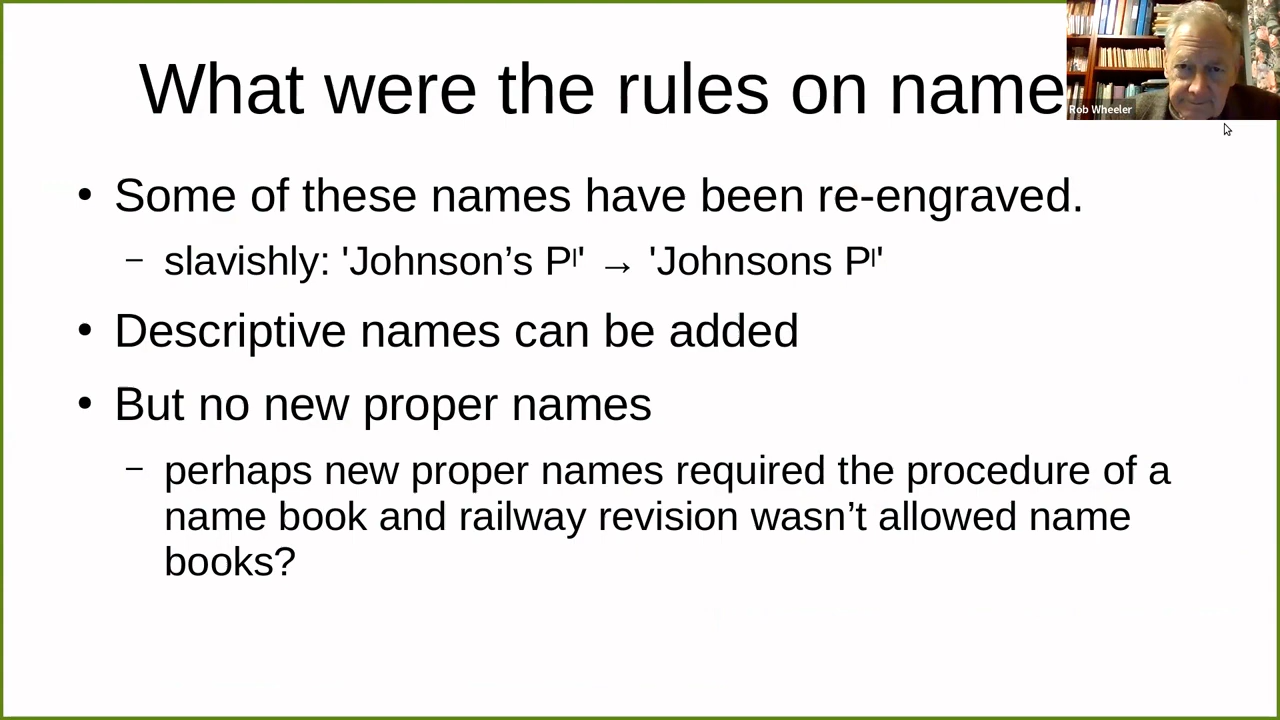 What were the rules on name
Rob Wheeler
• Some of these names have been re-engraved.
– slavishly: 'Johnson’s Pˡ' → 'Johnsons Pˡ'
• Descriptive names can be added
• But no new proper names
– perhaps new proper names required the procedure of a
name book and railway revision wasn’t allowed name
books?